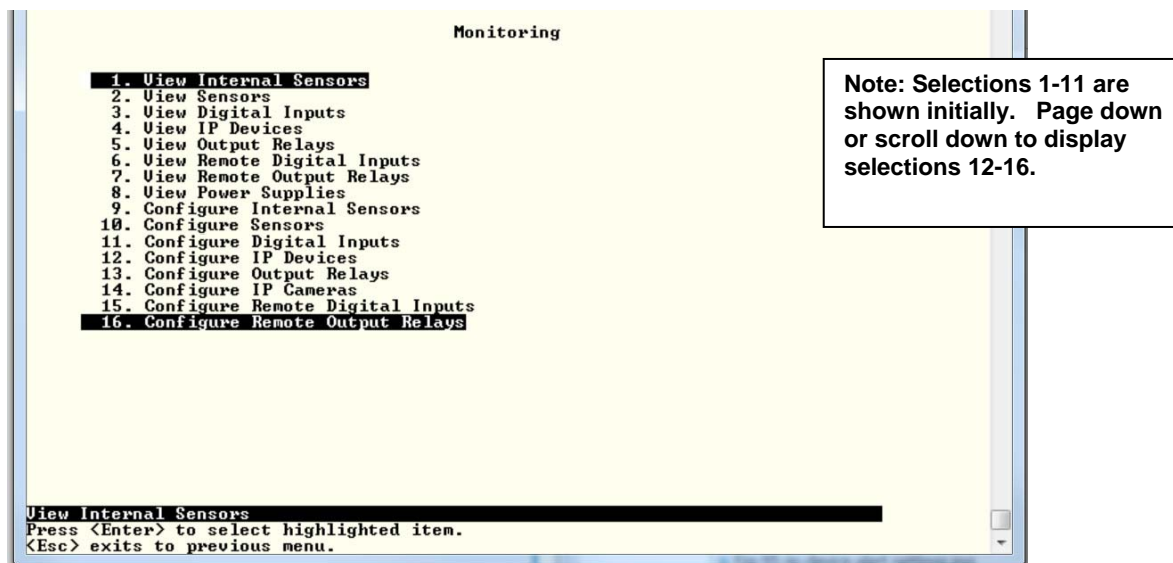 Monitoring
1. View Internal Sensors
2. View Sensors
3. View Digital Inputs
4. View IP Devices
5. View Output Relays
6. View Remote Digital Inputs
7. View Remote Output Relays
8. View Power Supplies
9. Configure Internal Sensors
10. Configure Sensors
11. Configure Digital Inputs
12. Configure IP Devices
13. Configure Output Relays
14. Configure IP Cameras
15. Configure Remote Digital Inputs
16. Configure Remote Output Relays
Note: Selections 1-11 are
shown initially. Page down
or scroll down to display
selections 12-16.
View Internal Sensors
Press <Enter> to select highlighted item.
<Esc> exits to previous menu.